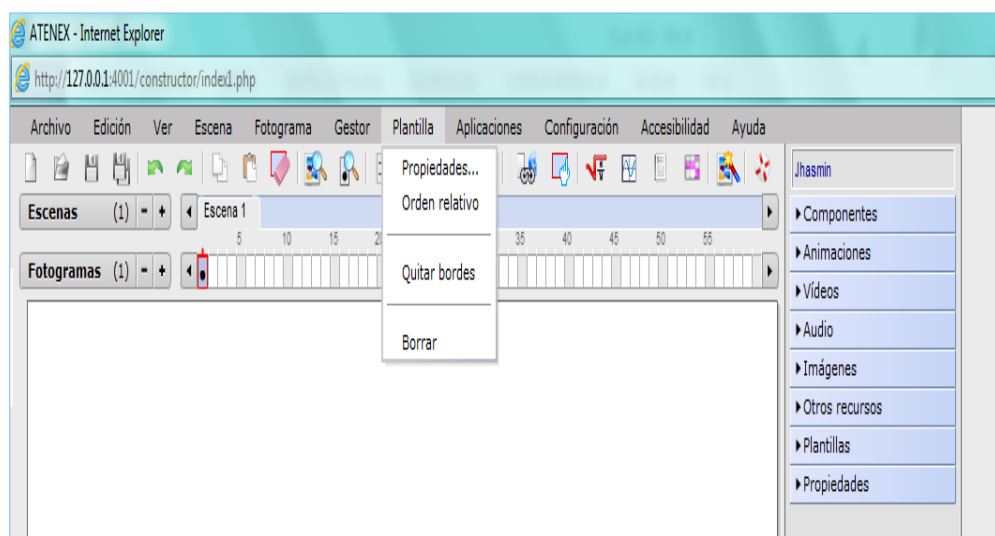 ATENEX - Internet Explorer
http://127.0.0.1:4001/constructor/index1.php
Archivo Edición Ver Escena Fotograma Gestor Plantilla Aplicaciones Configuración Accesibilidad Ayuda
Propiedades...
Orden relativo
Quitar bordes
Borrar
Escenas (1) - + Escena 1
5 10 15 35 40 45 50 55
Fotogramas (1) - +
Jhasmin
Componentes
Animaciones
Vídeos
Audio
Imágenes
Otros recursos
Plantillas
Propiedades